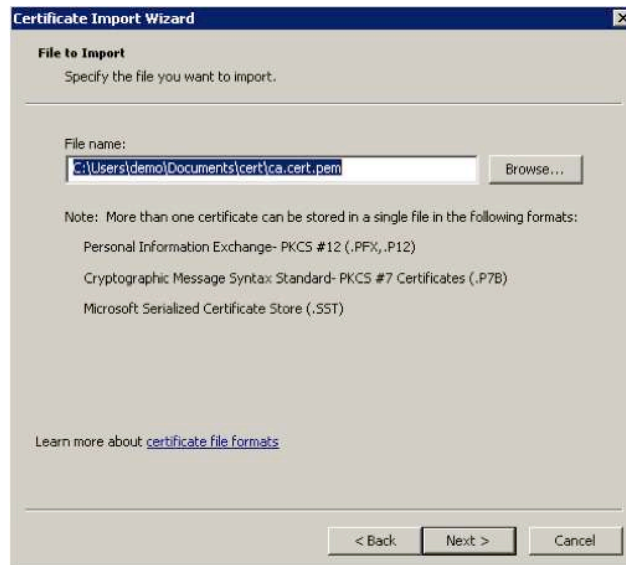 Certificate Import Wizard
File to Import
Specify the file you want to import.
File name:
C:\Users\demo\Documents\cert\ca.cert.pem
Browse...
Note: More than one certificate can be stored in a single file in the following formats:
Personal Information Exchange- PKCS #12 (.PFX,.P12)
Cryptographic Message Syntax Standard- PKCS #7 Certificates (.P7B)
Microsoft Serialized Certificate Store (.SST)
Learn more about certificate file formats
< Back
Next >
Cancel